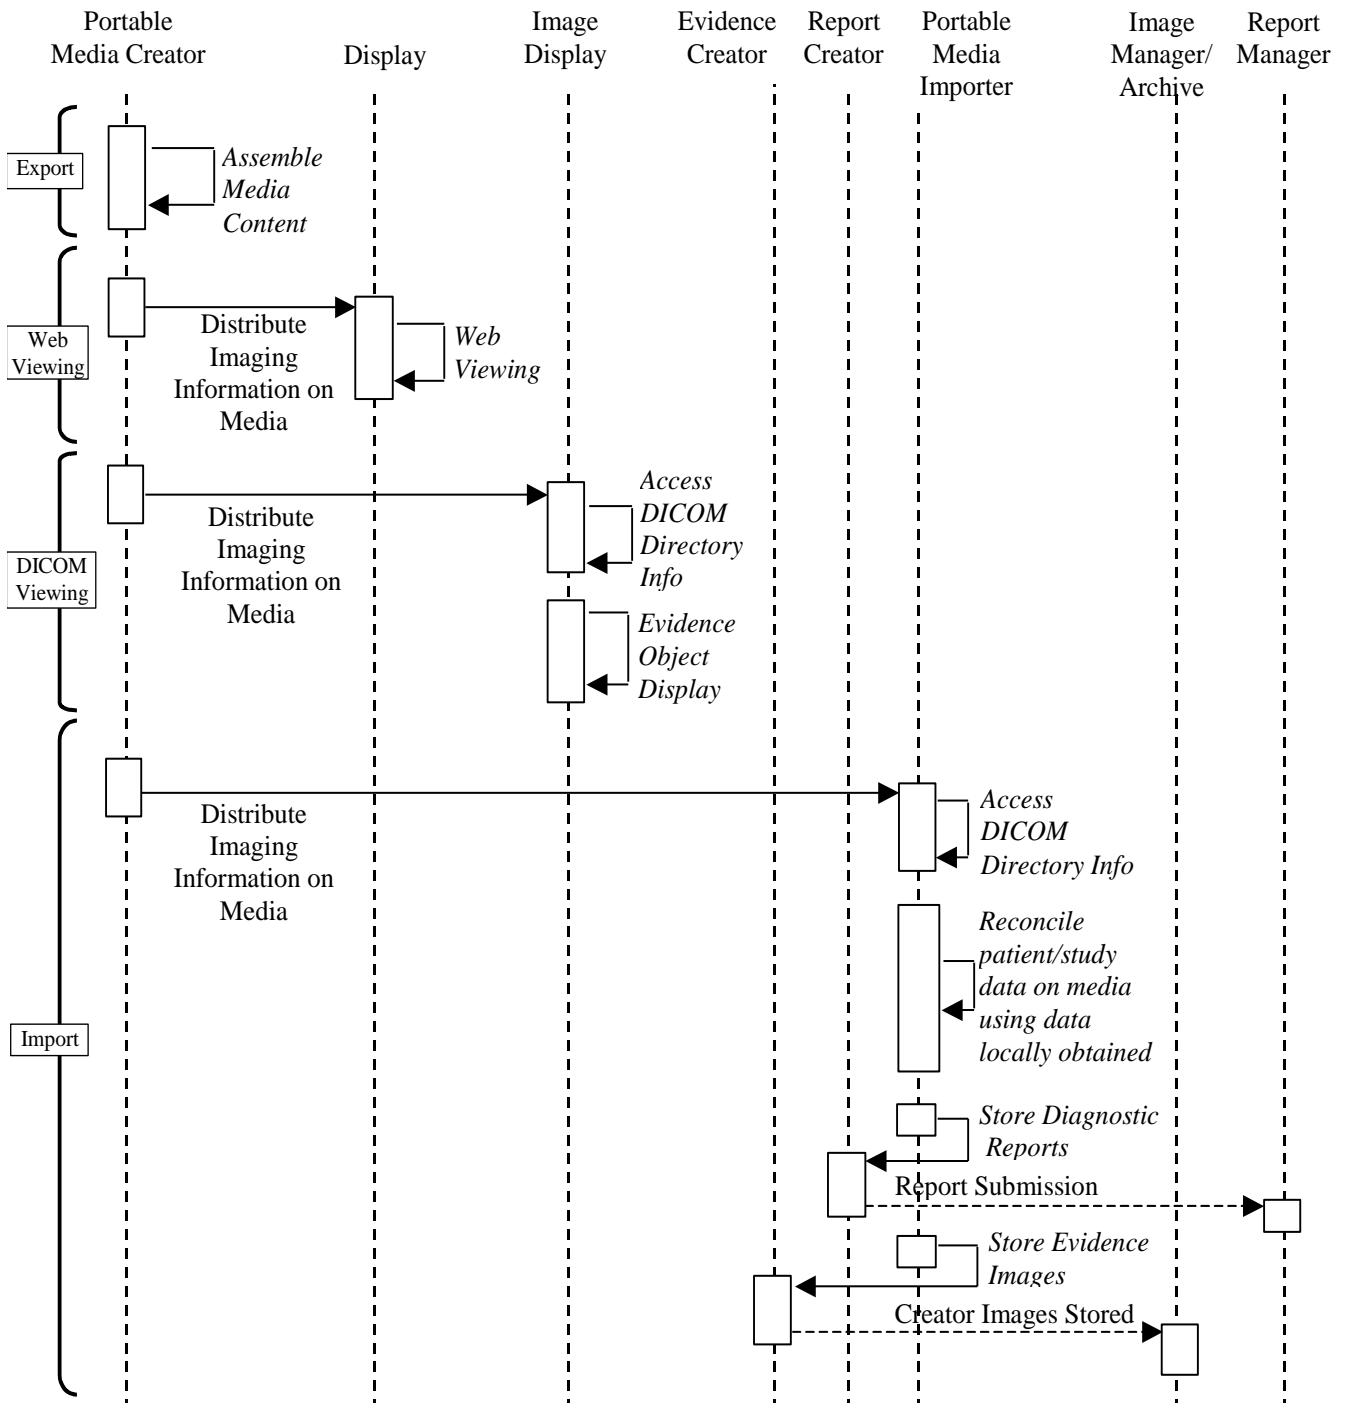 Portable
Media Creator
Display
Image
Display
Evidence
Creator
Report
Creator
Portable
Media
Importer
Image
Manager/
Archive
Report
Manager
Export
Assemble
Media
Content
Web
Viewing
Distribute
Imaging
Information on
Media
Web
Viewing
DICOM
Viewing
Distribute
Imaging
Information on
Media
Access
DICOM
Directory
Info
Evidence
Object
Display
Import
Distribute
Imaging
Information on
Media
Access
DICOM
Directory Info
Reconcile
patient/study
data on media
using data
locally obtained
Store Diagnostic
Reports
Report Submission
Store Evidence
Images
Creator Images Stored